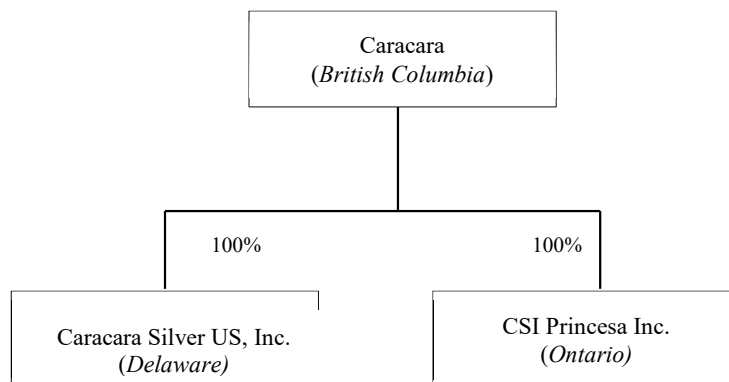 Caracara
(British Columbia)
100%
100%
Caracara Silver US, Inc.
(Delaware)
CSI Princesa Inc.
(Ontario)